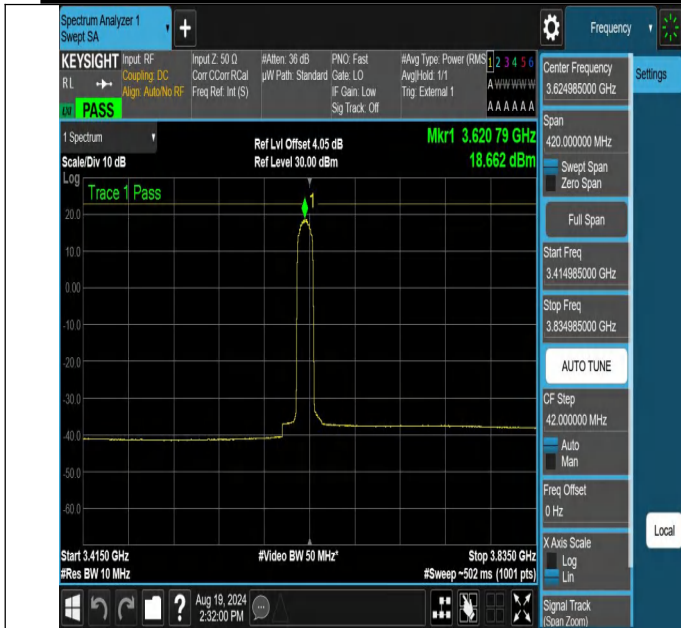 Spectrum Analyzer 1
Swept SA
+
Frequency
KEYSIGHT
RL
PASS
Input: RF
Coupling: DC
Align: Auto/No RF
Input Z: 50 Ω
Corr CCorr RCal
Freq Ref: Int (S)
#Atten: 36 dB
µW Path: Standard
PNO: Fast
Gate: LO
IF Gain: Low
Sig Track: Off
#Avg Type: Power (RMS
Avg|Hold: 1/1
Trig: External 1
1 2 3 4 5 6
A W W W W W
A A A A A A
1 Spectrum
Scale/Div 10 dB
Log
Ref Lvl Offset 4.05 dB
Ref Level 30.00 dBm
Mkr1 3.620 79 GHz
18.662 dBm
Trace 1 Pass
1
20.0
10.0
0.00
-10.0
-20.0
-30.0
-40.0
-50.0
-60.0
Start 3.4150 GHz
#Res BW 10 MHz
#Video BW 50 MHz*
Stop 3.8350 GHz
#Sweep ~502 ms (1001 pts)
Aug 19, 2024
2:32:00 PM
?
Center Frequency
3.624985000 GHz
Settings
Span
420.000000 MHz
Swept Span
Zero Span
Full Span
Start Freq
3.414985000 GHz
Stop Freq
3.834985000 GHz
AUTO TUNE
CF Step
42.000000 MHz
Auto
Man
Freq Offset
0 Hz
X Axis Scale
Log
Lin
Local
Signal Track
(Span Zoom)